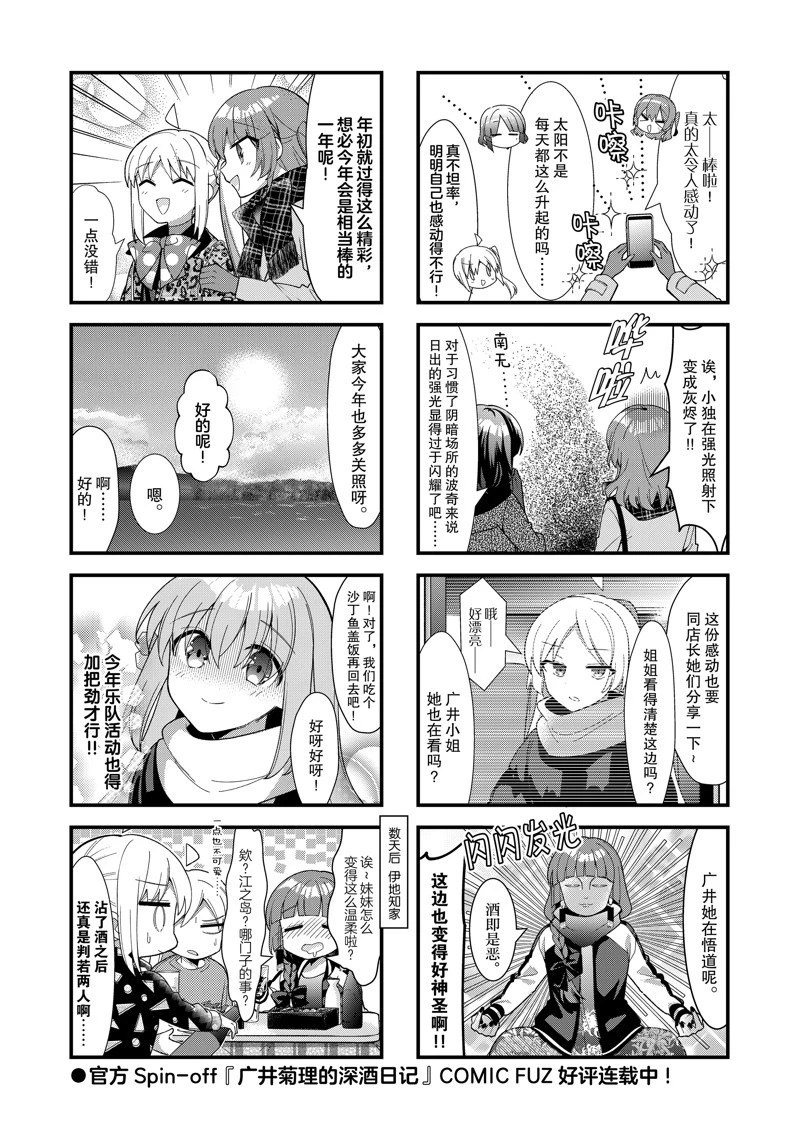 太——棒啦！
真的太令人感动了！
咔嚓
太阳不是
每天都这么升起的吗…
咔嚓
真不坦率，
明明自己也感动得不行！
诶，小独在强光照射下
变成灰烬了!!
哗啦
南无…
对于习惯了阴暗场所的波奇来说
日出的强光显得过于闪耀了吧……
这份感动也要
同店长她们分享一下~
姐姐看得清楚这边吗？
哦——
好漂亮——
广井小姐
她也在看吗？
闪闪发光
广井她在悟道呢。
酒即是恶。
这边也变得好神圣啊!!
年初就过得这么精彩，
想必今年会是相当棒的
一年呢！
一点
没错！
大家今年也多多关照呀。
好的呢！
嗯。
啊……
好的！
啊！对了，我们吃个
沙丁鱼盖饭再回去吧！
好呀好呀！
今年乐队活动也得
加把劲才行!!
数天后 伊地知家
诶~妹妹怎么
变得这么温柔啦？
欸？江之岛？哪门子的事？
一点也不可爱…
沾了酒之后
还真是判若两人啊……
●官方 Spin-off『广井菊理的深酒日记』COMIC FUZ 好评连载中！